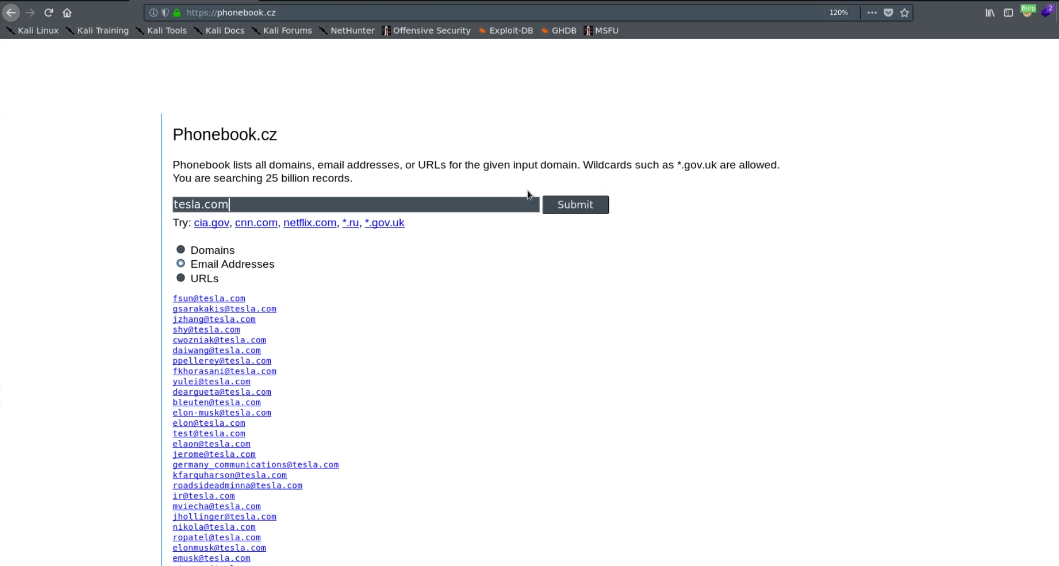 https://phonebook.cz
120%
Burp
2
Kali Linux Kali Training Kali Tools Kali Docs Kali Forums NetHunter Offensive Security Exploit-DB GHDB MSFU
Phonebook.cz
Phonebook lists all domains, email addresses, or URLs for the given input domain. Wildcards such as *.gov.uk are allowed.
You are searching 25 billion records.
tesla.com
Submit
Try: cia.gov, cnn.com, netflix.com, *.ru, *.gov.uk
Domains
Email Addresses
URLs
fsun@tesla.com
gsarakakis@tesla.com
jzhang@tesla.com
shy@tesla.com
cwozniak@tesla.com
daiwang@tesla.com
ppellerey@tesla.com
fkhorasani@tesla.com
yulei@tesla.com
deargueta@tesla.com
bleuten@tesla.com
elon-musk@tesla.com
elon@tesla.com
test@tesla.com
elaon@tesla.com
jerome@tesla.com
germany_communications@tesla.com
kfarquharson@tesla.com
roadsideadminna@tesla.com
ir@tesla.com
mviecha@tesla.com
jhollinger@tesla.com
nikola@tesla.com
ropatel@tesla.com
elonmusk@tesla.com
emusk@tesla.com